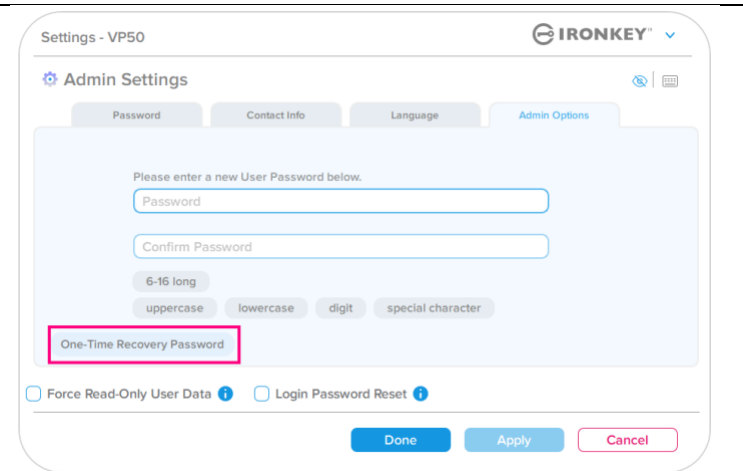 Settings - VP50
IRONKEY™
Admin Settings
Password Contact Info Language Admin Options
Please enter a new User Password below.
Password
Confirm Password
6-16 long
uppercase lowercase digit special character
One-Time Recovery Password
Force Read-Only User Data i Login Password Reset i
Done Apply Cancel